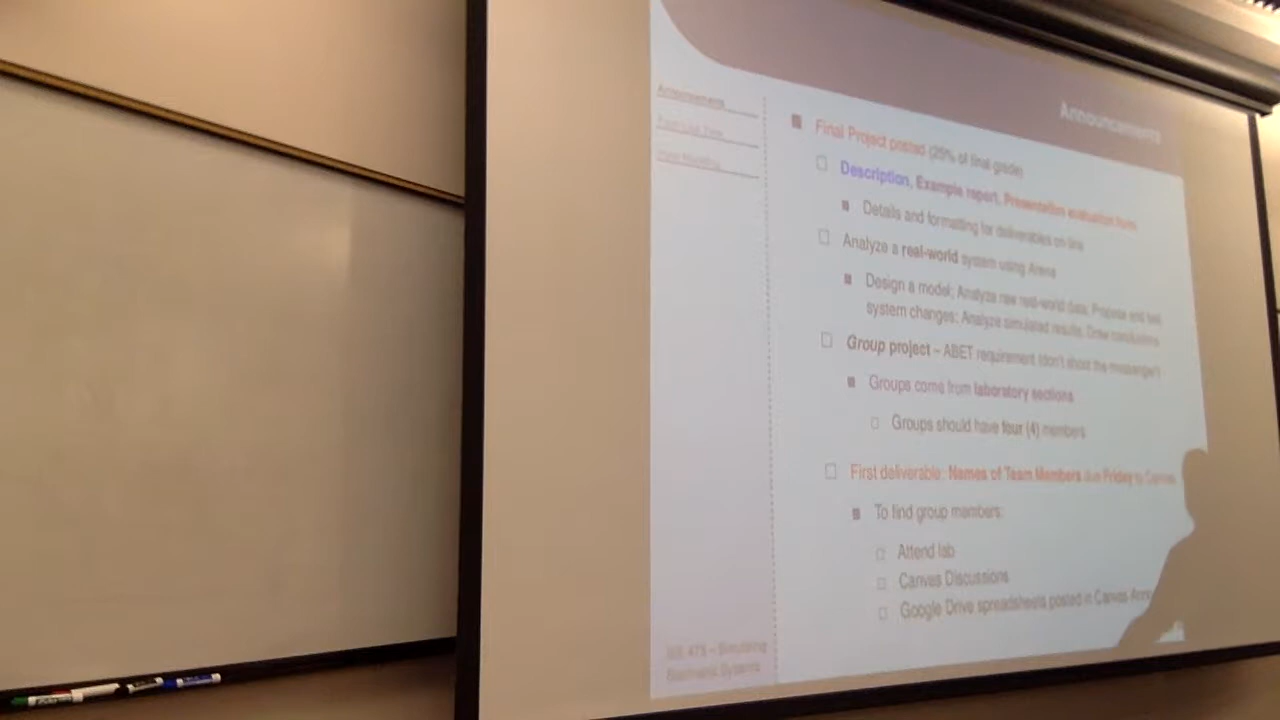 Announcements
Announcements
Final Project posted (25% of final grade)
Description, Example report, Presentation evaluation form
Details and formatting for deliverables on-line
Analyze a real-world system using Arena
Design a model; Analyze raw real-world data; Propose and test
system changes; Analyze simulated results; Draw conclusions
Group project – ABET requirement (don't shoot the messenger!)
Groups come from laboratory sections
Groups should have four (4) members
First deliverable: Names of Team Members due Friday to Canvas
To find group members:
Attend lab
Canvas Discussions
Google Drive spreadsheets posted in Canvas
Systems